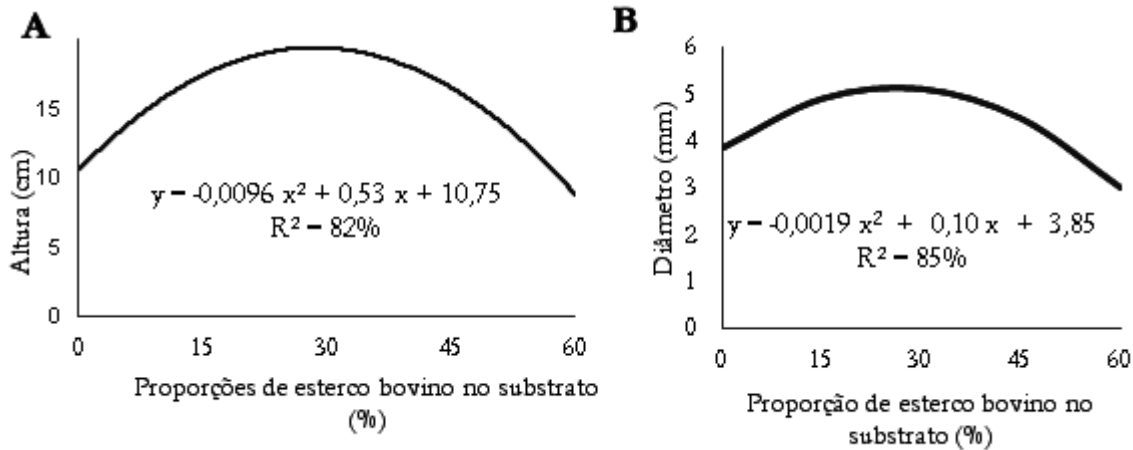 A
Altura (cm)
15
10
5
0
y = -0,0096 x² + 0,53 x + 10,75
R² = 82%
0 15 30 45 60
Proporções de esterco bovino no substrato
(%)
B
Diâmetro (mm)
6
5
4
3
2
1
0
y = -0,0019 x² + 0,10 x + 3,85
R² = 85%
0 15 30 45 60
Proporção de esterco bovino no
substrato (%)